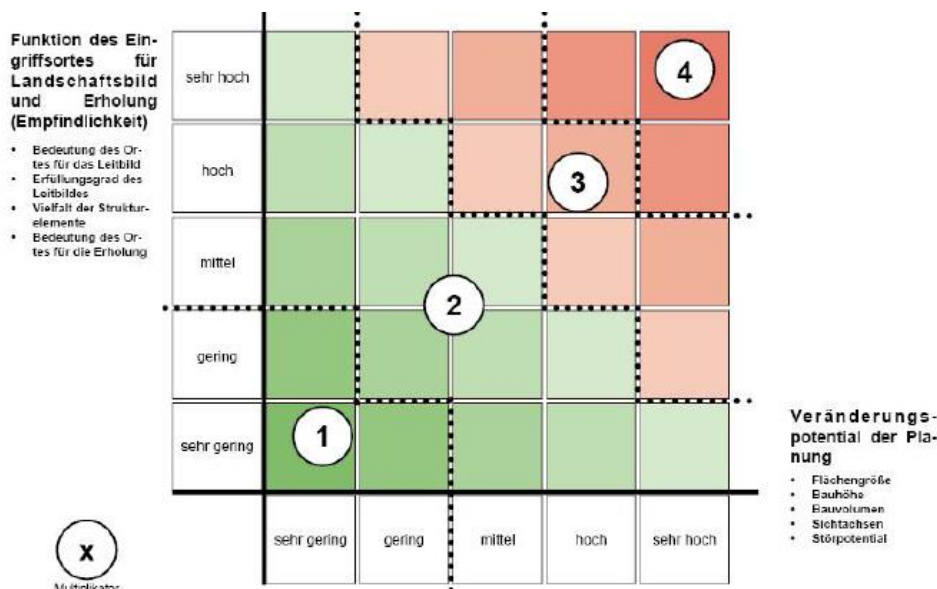 Funktion des Ein-
griffsortes für
Landschaftsbild
und Erholung
(Empfindlichkeit)
• Bedeutung des Or-
tes für das Leitbild
• Erfüllungsgrad des
Leitbildes
• Vielfalt der Struktur-
elemente
• Bedeutung des Or-
tes für die Erholung
sehr hoch
4
hoch
3
mittel
2
gering
sehr gering
1
Veränderungs-
potential der Pla-
nung
• Flächengröße
• Bauhöhe
• Bauvolumen
• Sichtachsen
• Störpotential
sehr gering
gering
mittel
hoch
sehr hoch
x
Multiplikator